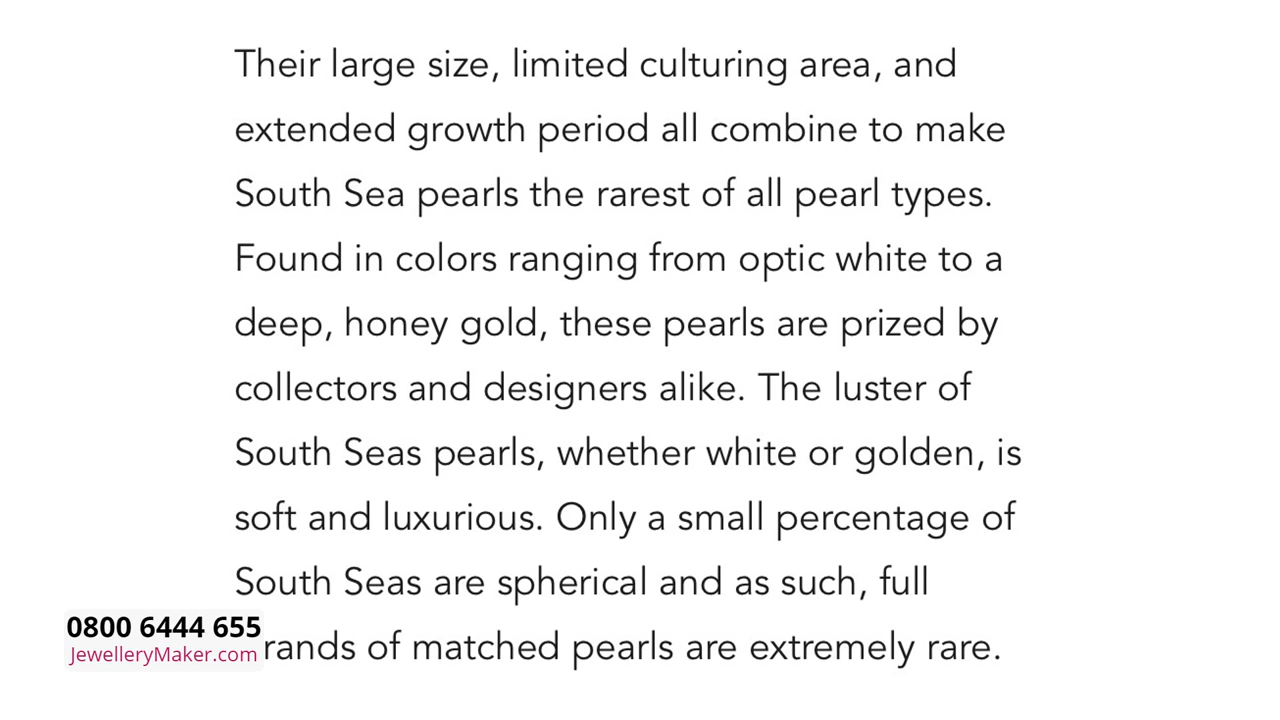 Their large size, limited culturing area, and
extended growth period all combine to make
South Sea pearls the rarest of all pearl types.
Found in colors ranging from optic white to a
deep, honey gold, these pearls are prized by
collectors and designers alike. The luster of
South Seas pearls, whether white or golden, is
soft and luxurious. Only a small percentage of
South Seas are spherical and as such, full
rands of matched pearls are extremely rare.
0800 6444 655
JewelleryMaker.com